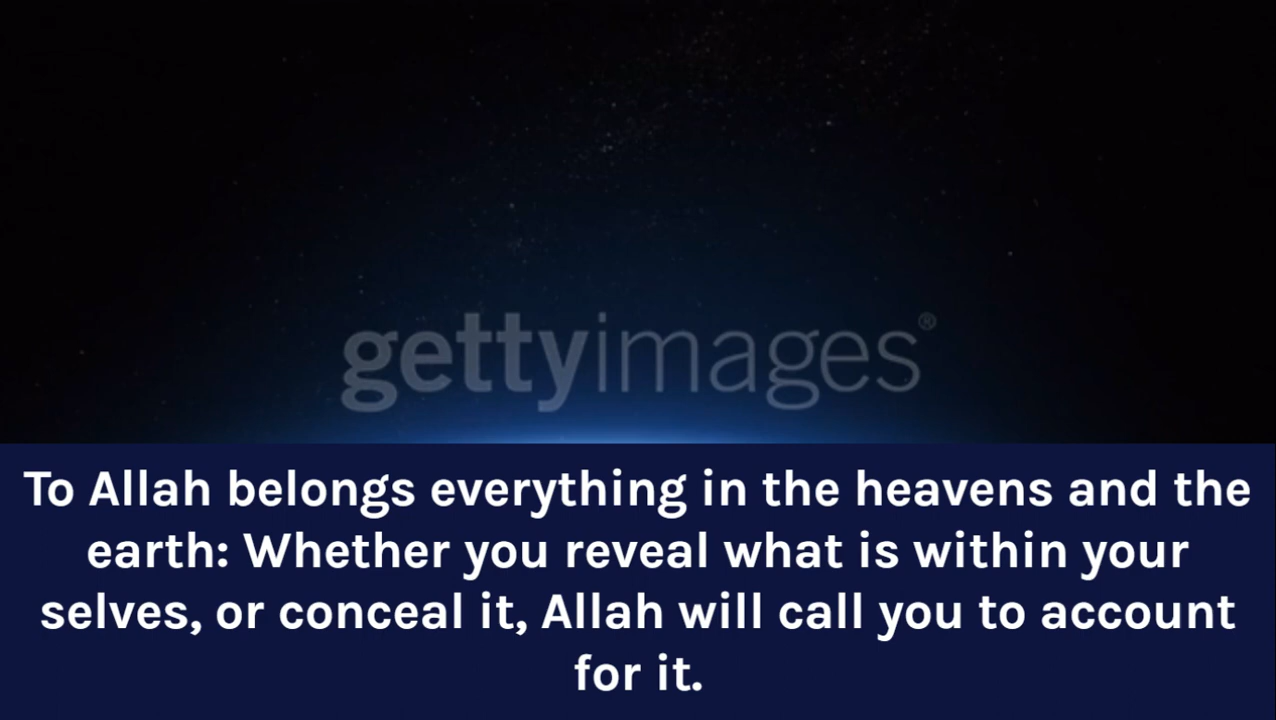 gettyimages®
To Allah belongs everything in the heavens and the
earth: Whether you reveal what is within your
selves, or conceal it, Allah will call you to account
for it.